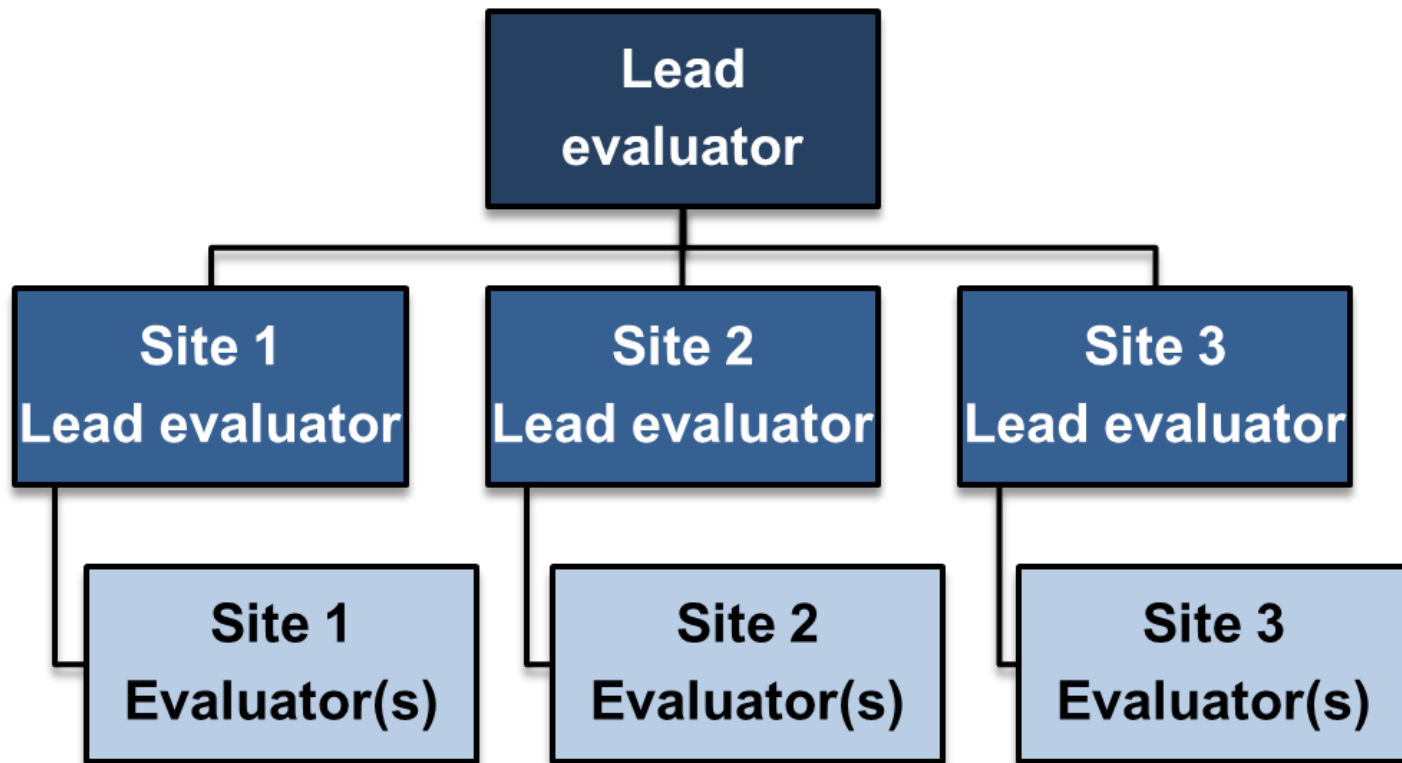 Lead
evaluator
Site 1
Lead evaluator
Site 2
Lead evaluator
Site 3
Lead evaluator
Site 1
Evaluator(s)
Site 2
Evaluator(s)
Site 3
Evaluator(s)